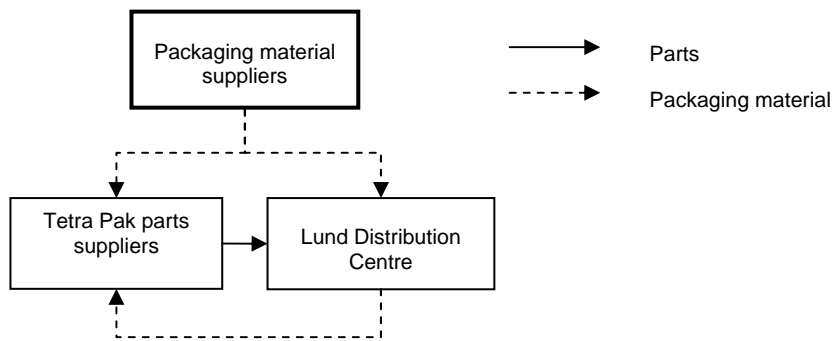 Packaging material
suppliers
Parts
Packaging material
Tetra Pak parts
suppliers
Lund Distribution
Centre